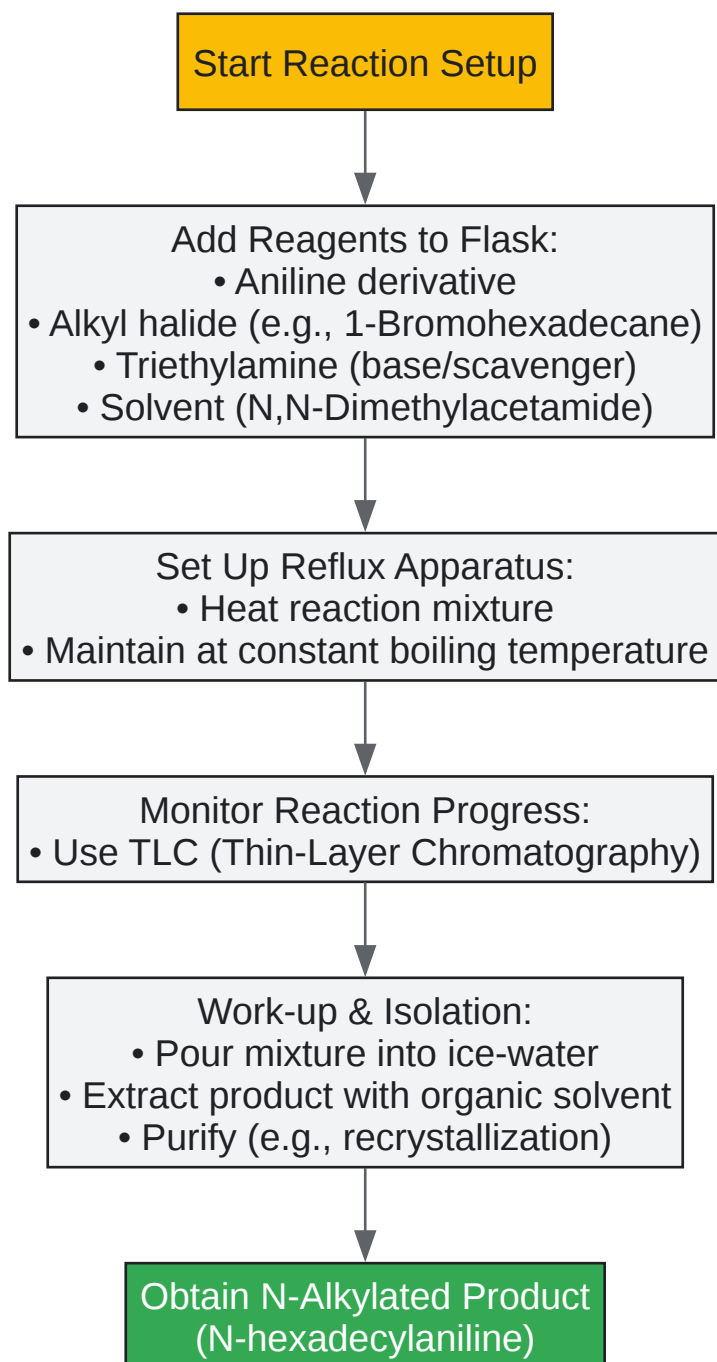 Start Reaction Setup
Add Reagents to Flask:
• Aniline derivative
• Alkyl halide (e.g., 1-Bromohexadecane)
• Triethylamine (base/scavenger)
• Solvent (N,N-Dimethylacetamide)
Set Up Reflux Apparatus:
• Heat reaction mixture
• Maintain at constant boiling temperature
Monitor Reaction Progress:
• Use TLC (Thin-Layer Chromatography)
Work-up & Isolation:
• Pour mixture into ice-water
• Extract product with organic solvent
• Purify (e.g., recrystallization)
Obtain N-Alkylated Product
(N-hexadecylaniline)